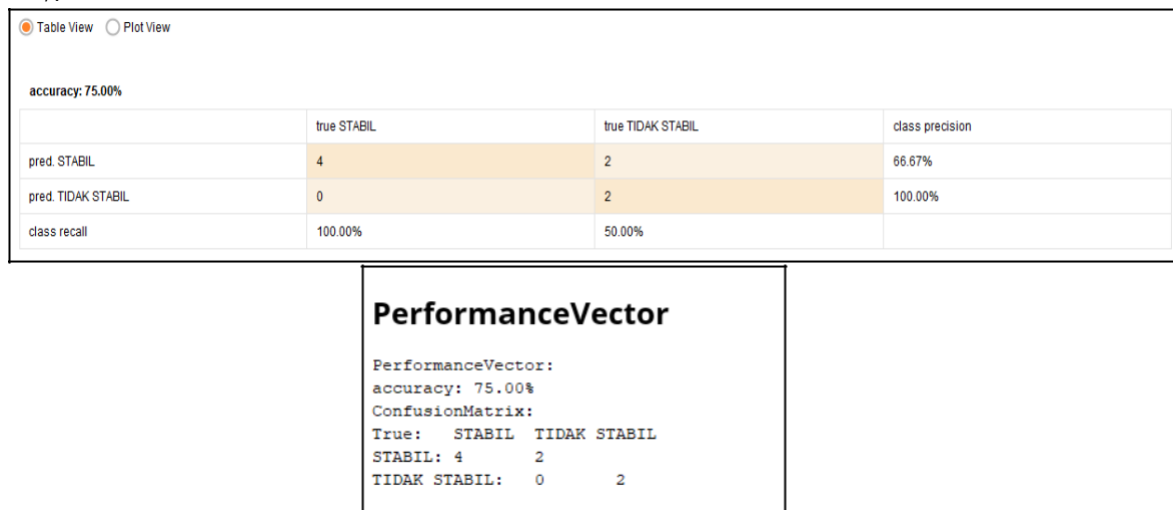 Table View Plot View
accuracy: 75.00%
true STABIL true TIDAK STABIL class precision
pred. STABIL 4 2 66.67%
pred. TIDAK STABIL 0 2 100.00%
class recall 100.00% 50.00%
PerformanceVector
PerformanceVector:
accuracy: 75.00%
ConfusionMatrix:
True: STABIL TIDAK STABIL
STABIL: 4 2
TIDAK STABIL: 0 2